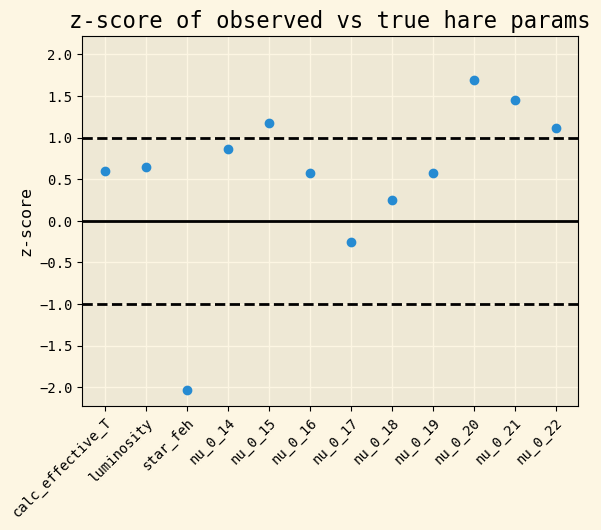 z-score of observed vs true hare params
z-score
2.0
1.5
1.0
0.5
0.0
−0.5
−1.0
−1.5
−2.0
calc_effective_T
luminosity
star_feh
nu_0_14
nu_0_15
nu_0_16
nu_0_17
nu_0_18
nu_0_19
nu_0_20
nu_0_21
nu_0_22